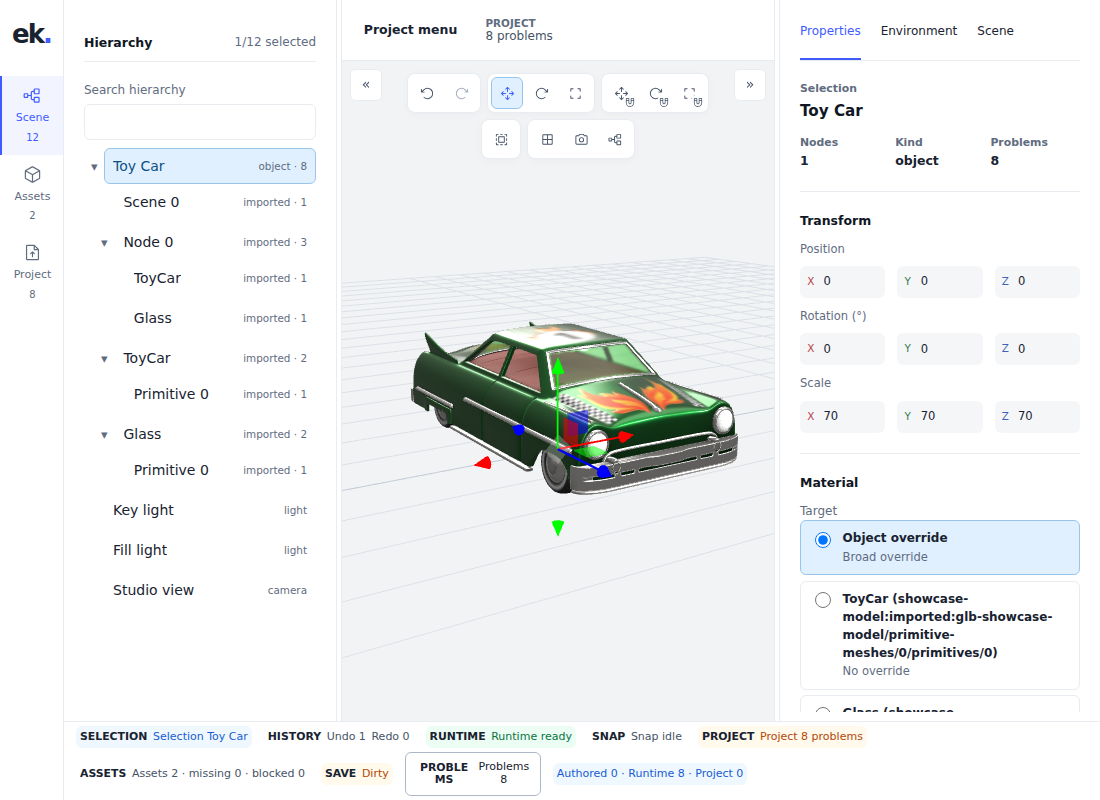 ek.
Scene
12
Assets
2
Project
8
Hierarchy
1/12 selected
Search hierarchy
Toy Car object · 8
Scene 0 imported · 1
Node 0 imported · 3
ToyCar imported · 1
Glass imported · 1
ToyCar imported · 2
Primitive 0 imported · 1
Glass imported · 2
Primitive 0 imported · 1
Key light light
Fill light light
Studio view camera
Project menu
PROJECT
8 problems
«
»
Properties Environment Scene
Selection
Toy Car
Nodes Kind Problems
1 object 8
Transform
Position
X 0 Y 0 Z 0
Rotation (°)
X 0 Y 0 Z 0
Scale
X 70 Y 70 Z 70
Material
Target
Object override
Broad override
ToyCar (showcase-
model:imported:glb-showcase-
model/primitive-
meshes/0/primitives/0)
No override
Glass (showcase-
SELECTION Selection Toy Car HISTORY Undo 1 Redo 0 RUNTIME Runtime ready SNAP Snap idle PROJECT Project 8 problems
ASSETS Assets 2 · missing 0 · blocked 0 SAVE Dirty
PROBLE
MS
Problems
8
Authored 0 · Runtime 8 · Project 0